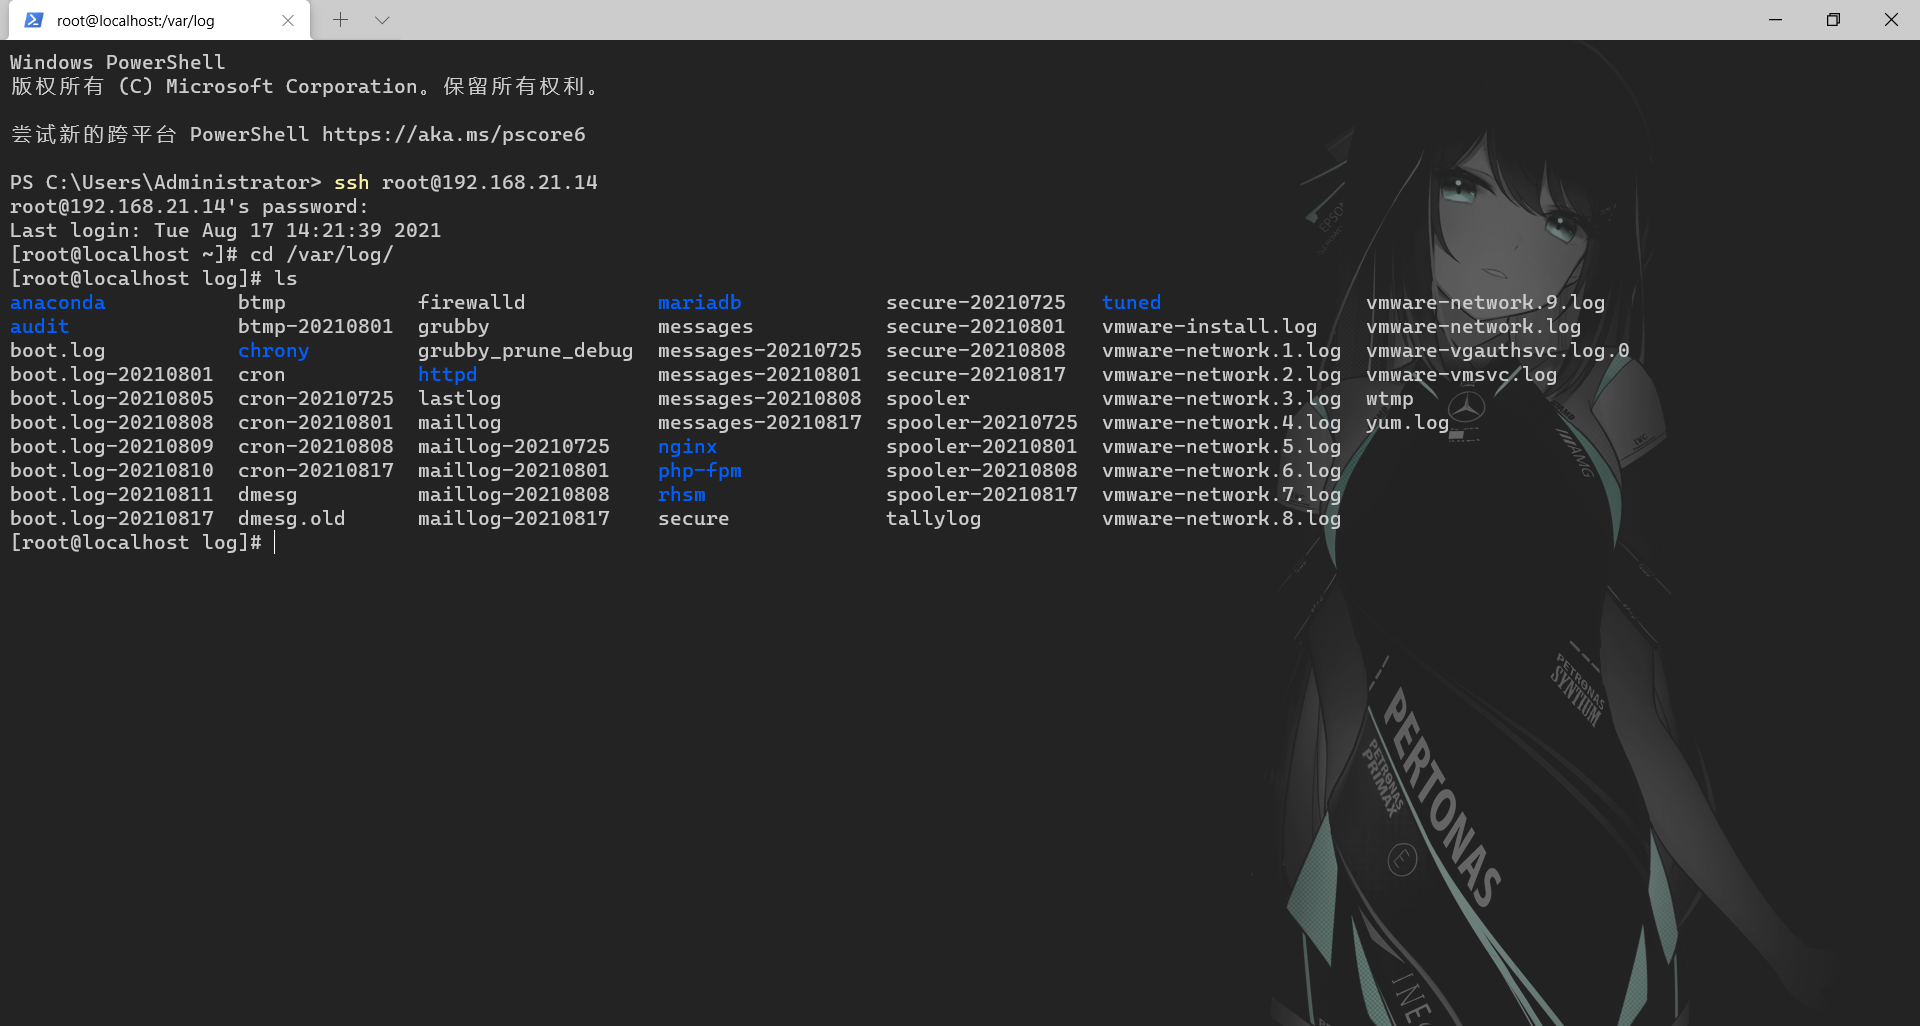 root@localhost:/var/log
Windows PowerShell
版权所有 (C) Microsoft Corporation。保留所有权利。
尝试新的跨平台 PowerShell https://aka.ms/pscore6
PS C:\Users\Administrator> ssh root@192.168.21.14
root@192.168.21.14's password:
Last login: Tue Aug 17 14:21:39 2021
[root@localhost ~]# cd /var/log/
[root@localhost log]# ls
anaconda btmp firewalld mariadb secure-20210725 tuned vmware-network.9.log
audit btmp-20210801 grubby messages secure-20210801 vmware-install.log vmware-network.log
boot.log chrony grubby_prune_debug messages-20210725 secure-20210808 vmware-network.1.log vmware-vgauthsvc.log.0
boot.log-20210801 cron httpd messages-20210801 secure-20210817 vmware-network.2.log vmware-vmsvc.log
boot.log-20210805 cron-20210725 lastlog messages-20210808 spooler vmware-network.3.log wtmp
boot.log-20210808 cron-20210801 maillog messages-20210817 spooler-20210725 vmware-network.4.log yum.log
boot.log-20210809 cron-20210808 maillog-20210725 nginx spooler-20210801 vmware-network.5.log
boot.log-20210810 cron-20210817 maillog-20210801 php-fpm spooler-20210808 vmware-network.6.log
boot.log-20210811 dmesg maillog-20210808 rhsm spooler-20210817 vmware-network.7.log
boot.log-20210817 dmesg.old maillog-20210817 secure tallylog vmware-network.8.log
[root@localhost log]#
EPSON
IWC
AMG
PETRONAS
SYNTIUM
PERTONAS
PETRONAS
PRIMAX
E